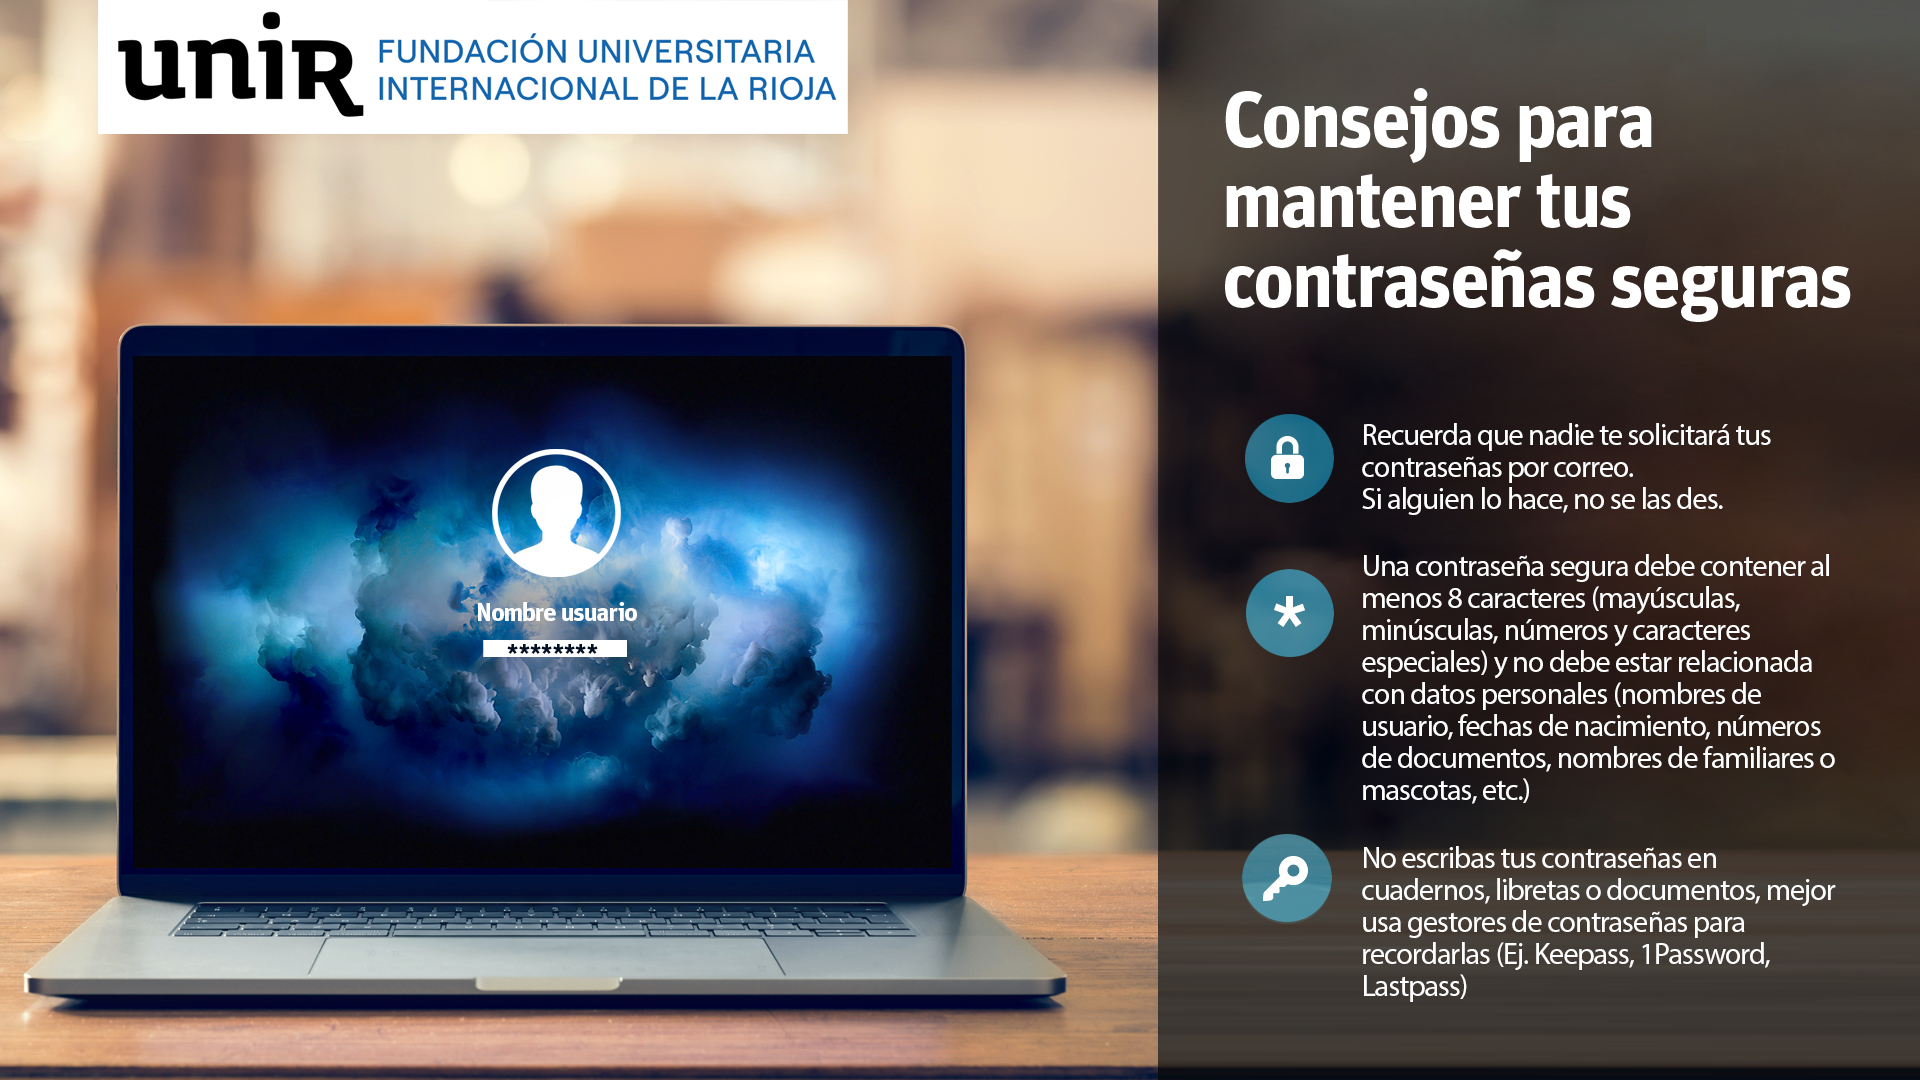 unir FUNDACIÓN UNIVERSITARIA
INTERNACIONAL DE LA RIOJA
Consejos para
mantener tus
contraseñas seguras
Nombre usuario
********
Recuerda que nadie te solicitará tus
contraseñas por correo.
Si alguien lo hace, no se las des.
*
Una contraseña segura debe contener al
menos 8 caracteres (mayúsculas,
minúsculas, números y caracteres
especiales) y no debe estar relacionada
con datos personales (nombres de
usuario, fechas de nacimiento, números
de documentos, nombres de familiares o
mascotas, etc.)
No escribas tus contraseñas en
cuadernos, libretas o documentos, mejor
usa gestores de contraseñas para
recordarlas (Ej. Keepass, 1Password,
Lastpass)